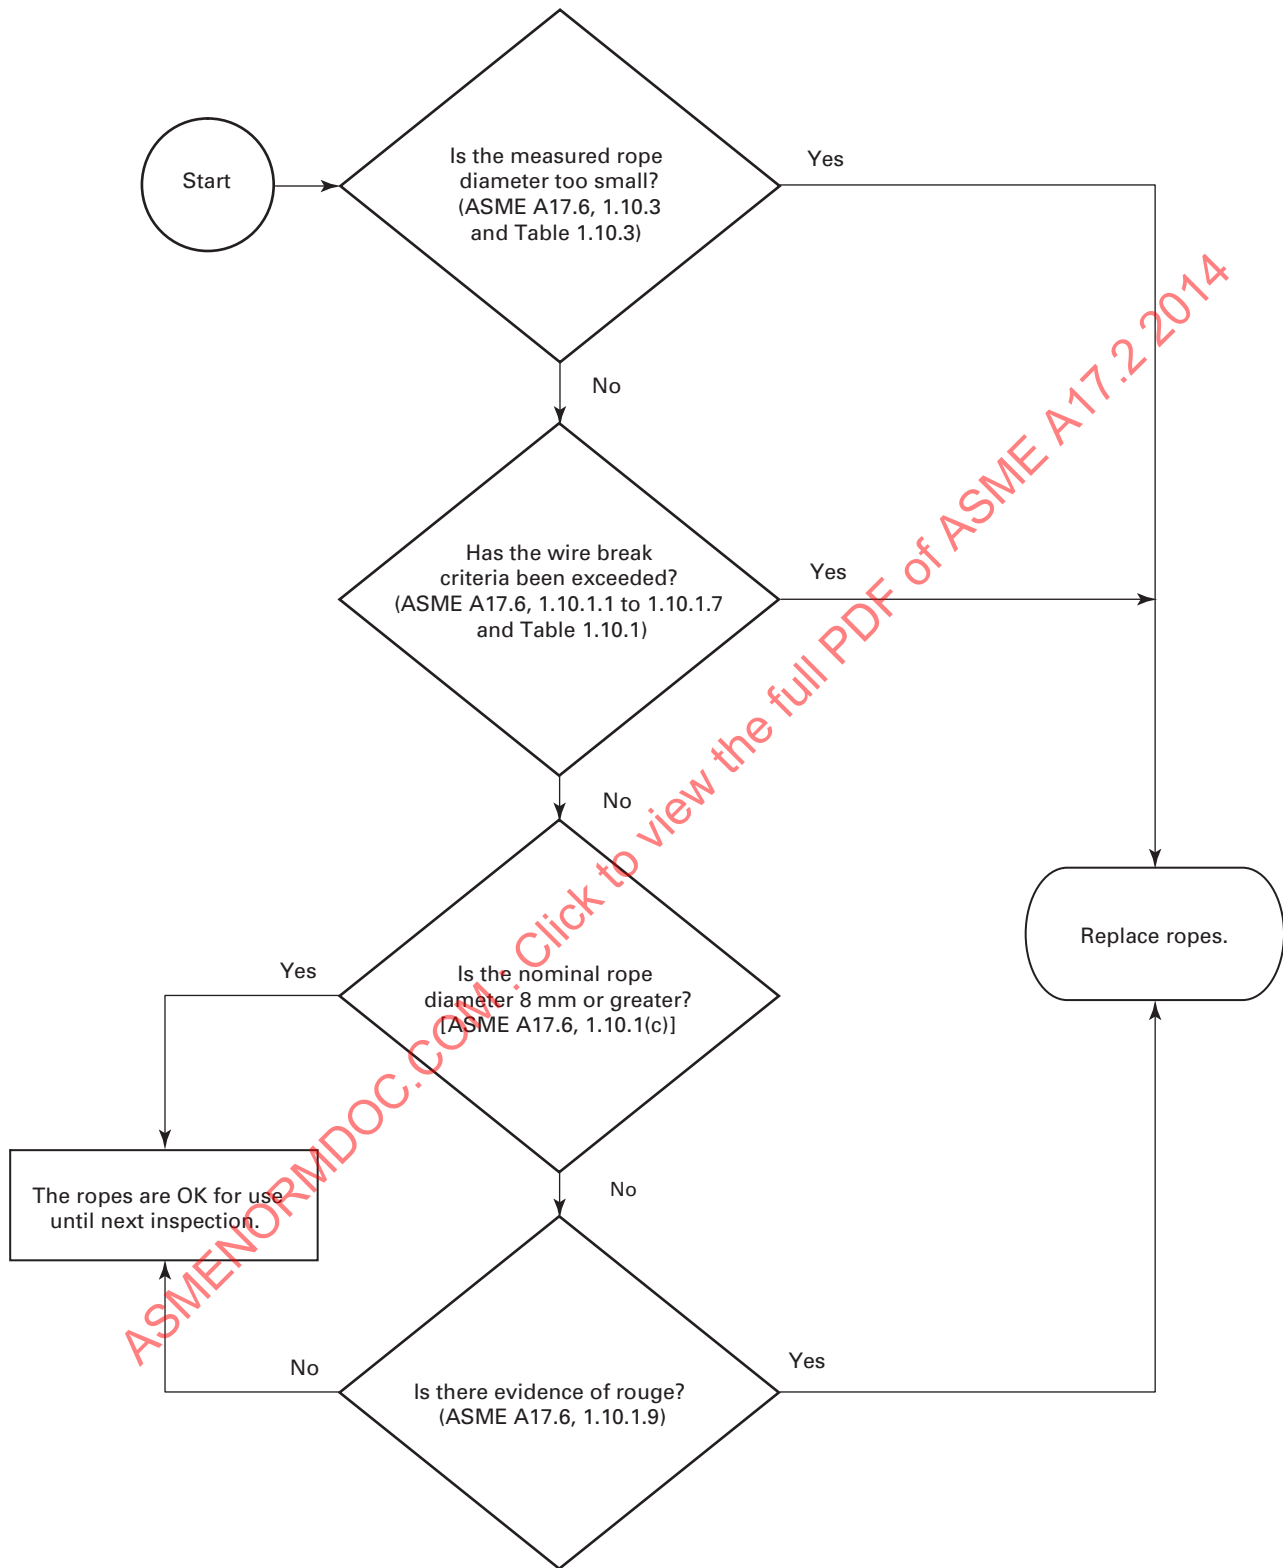 Start
Is the measured rope
diameter too small?
(ASME A17.6, 1.10.3
and Table 1.10.3)
Yes
No
Has the wire break
criteria been exceeded?
(ASME A17.6, 1.10.1.1 to 1.10.1.7
and Table 1.10.1)
Yes
No
Is the nominal rope
diameter 8 mm or greater?
[ASME A17.6, 1.10.1(c)]
Yes
No
Replace ropes.
The ropes are OK for use
until next inspection.
Is there evidence of rouge?
(ASME A17.6, 1.10.1.9)
No
Yes
ASMENORMDOC.COM : Click to view the full PDF of ASME A17.2 2014